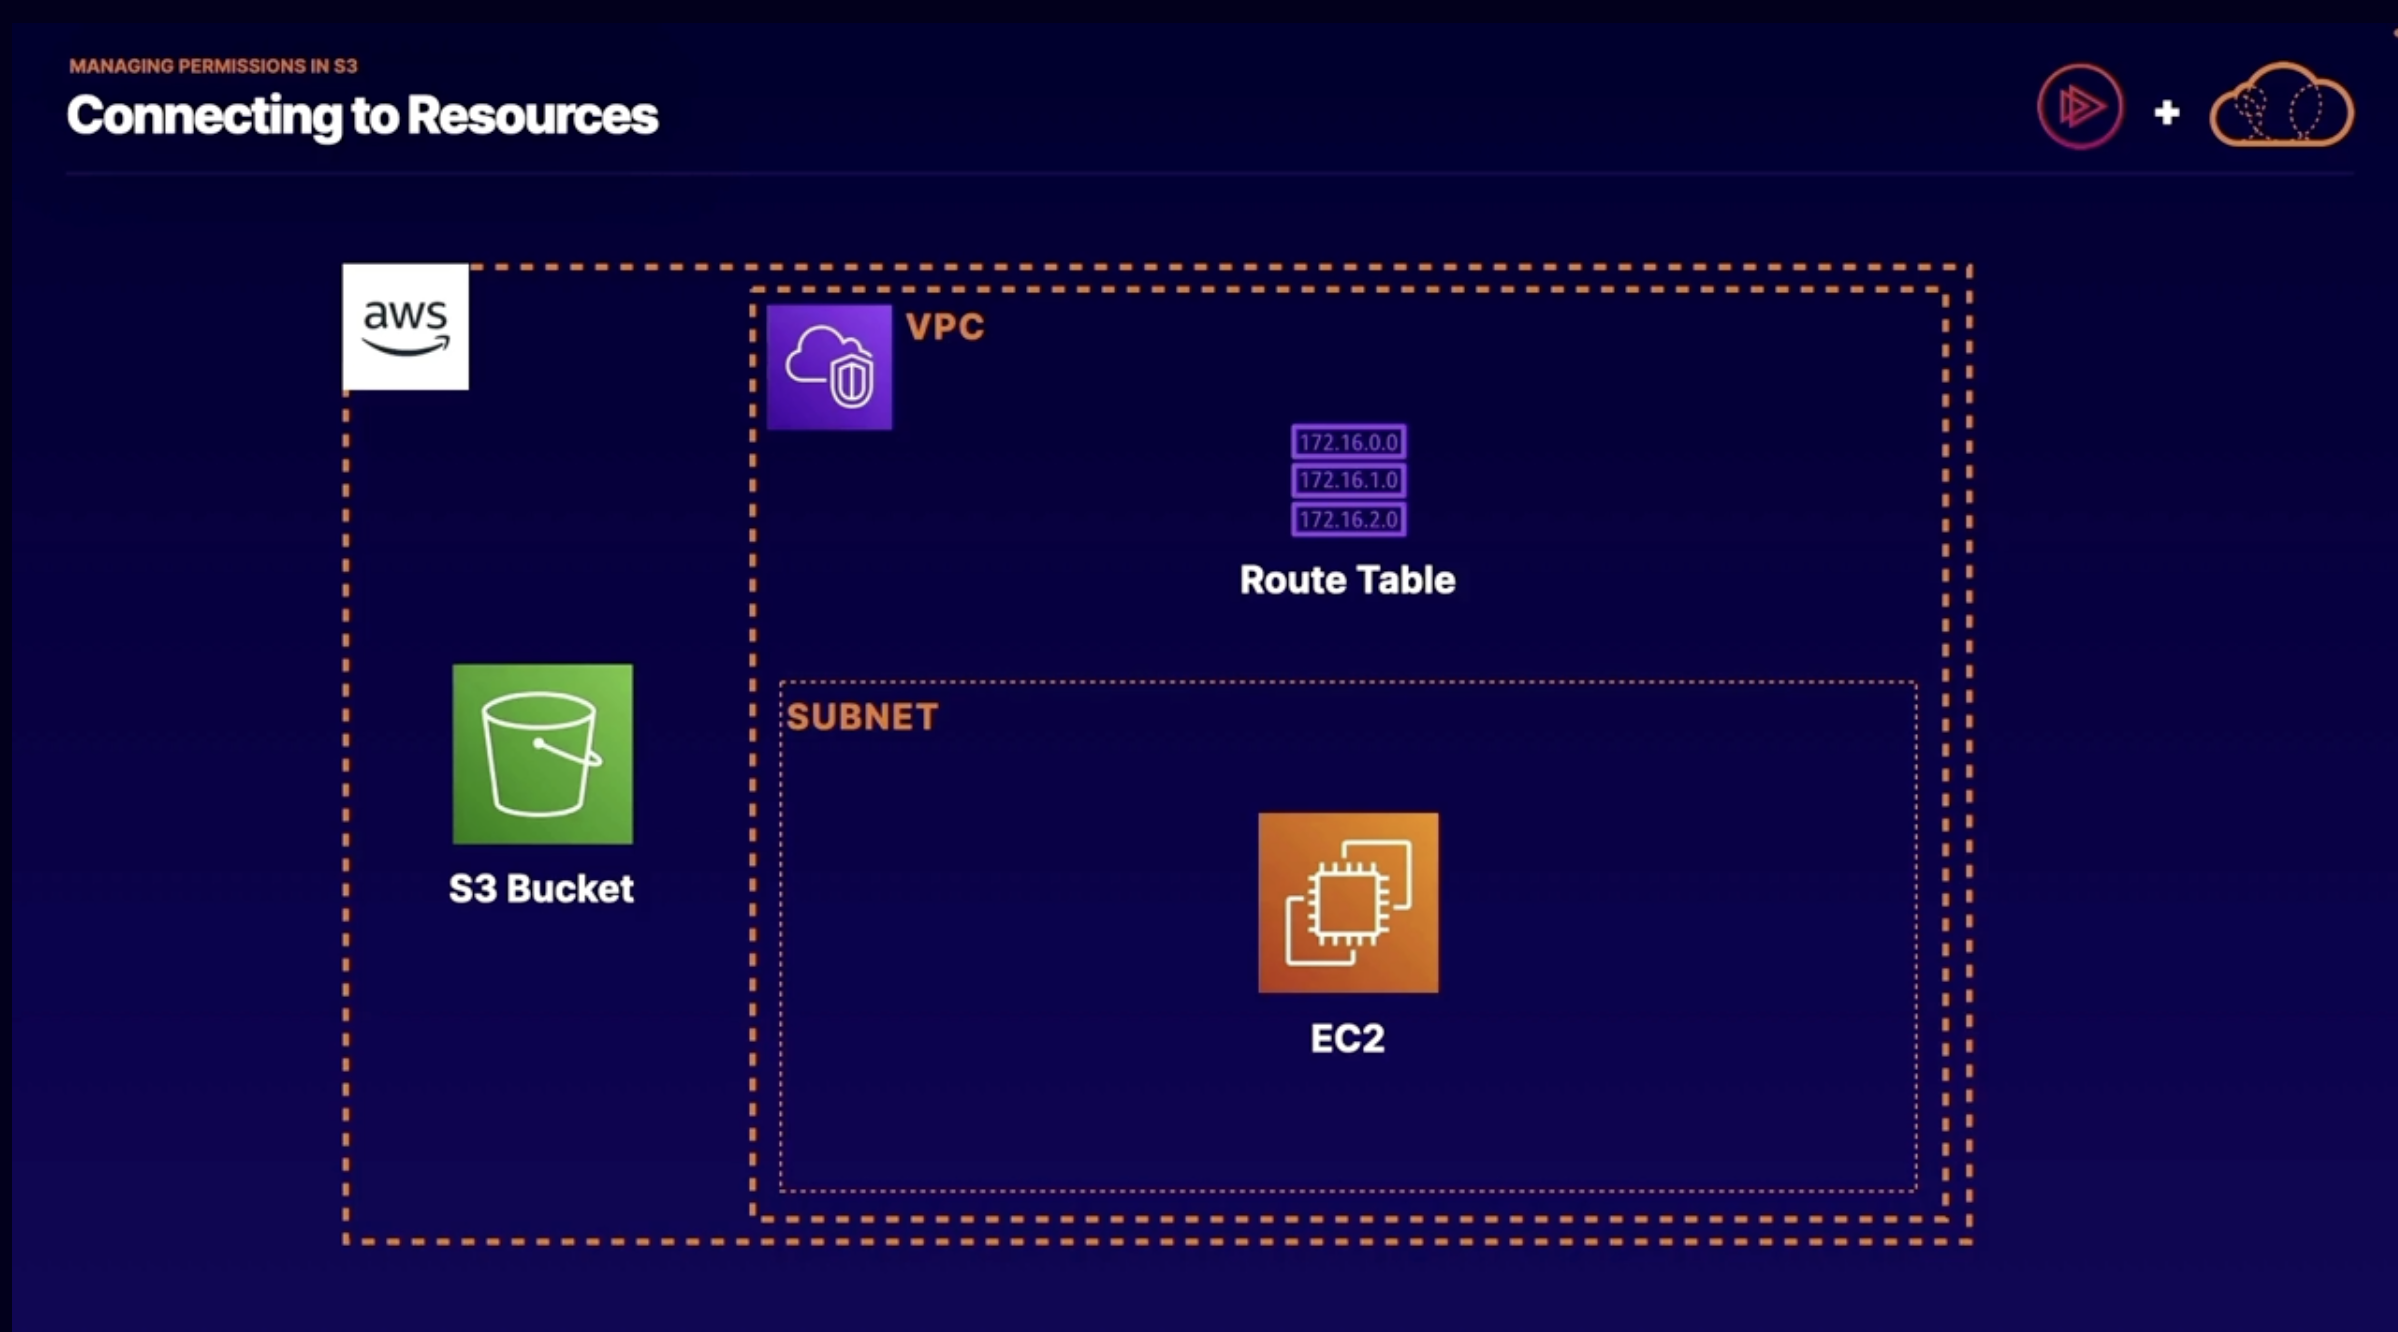 MANAGING PERMISSIONS IN S3
Connecting to Resources
aws
VPC
172.16.0.0
172.16.1.0
172.16.2.0
Route Table
SUBNET
S3 Bucket
EC2